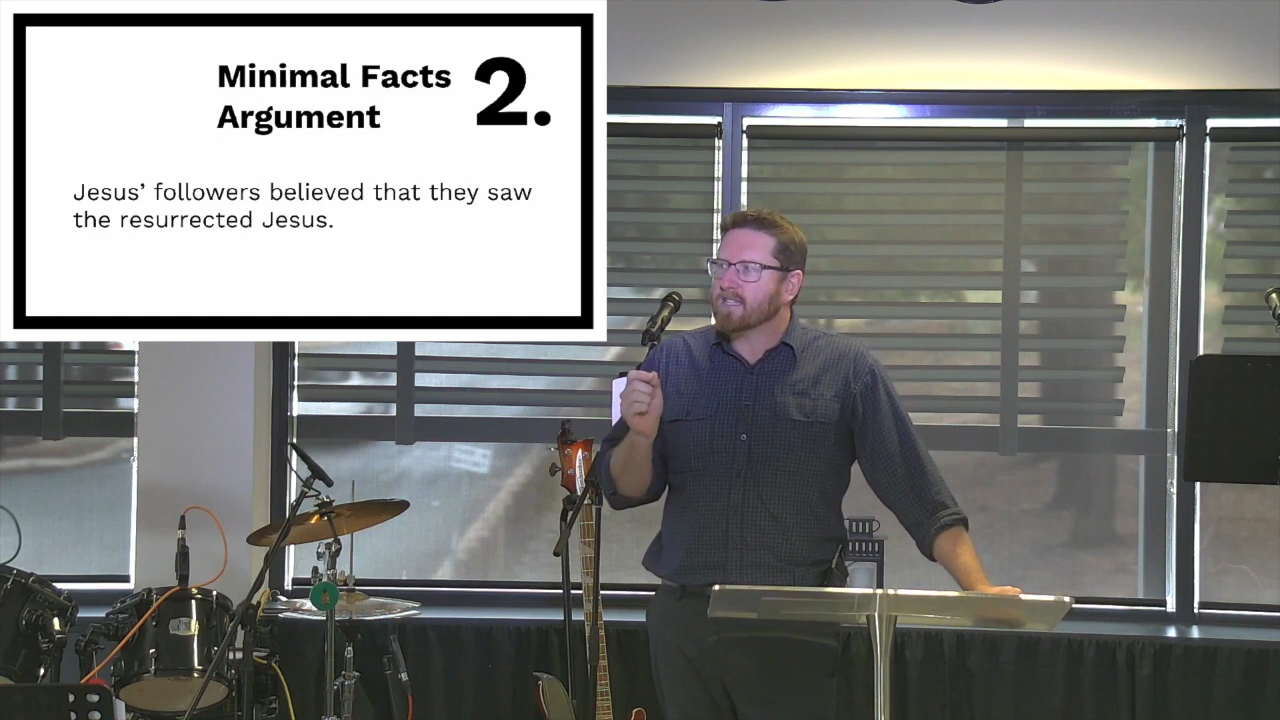 Minimal Facts
Argument
2.
Jesus' followers believed that they saw
the resurrected Jesus.